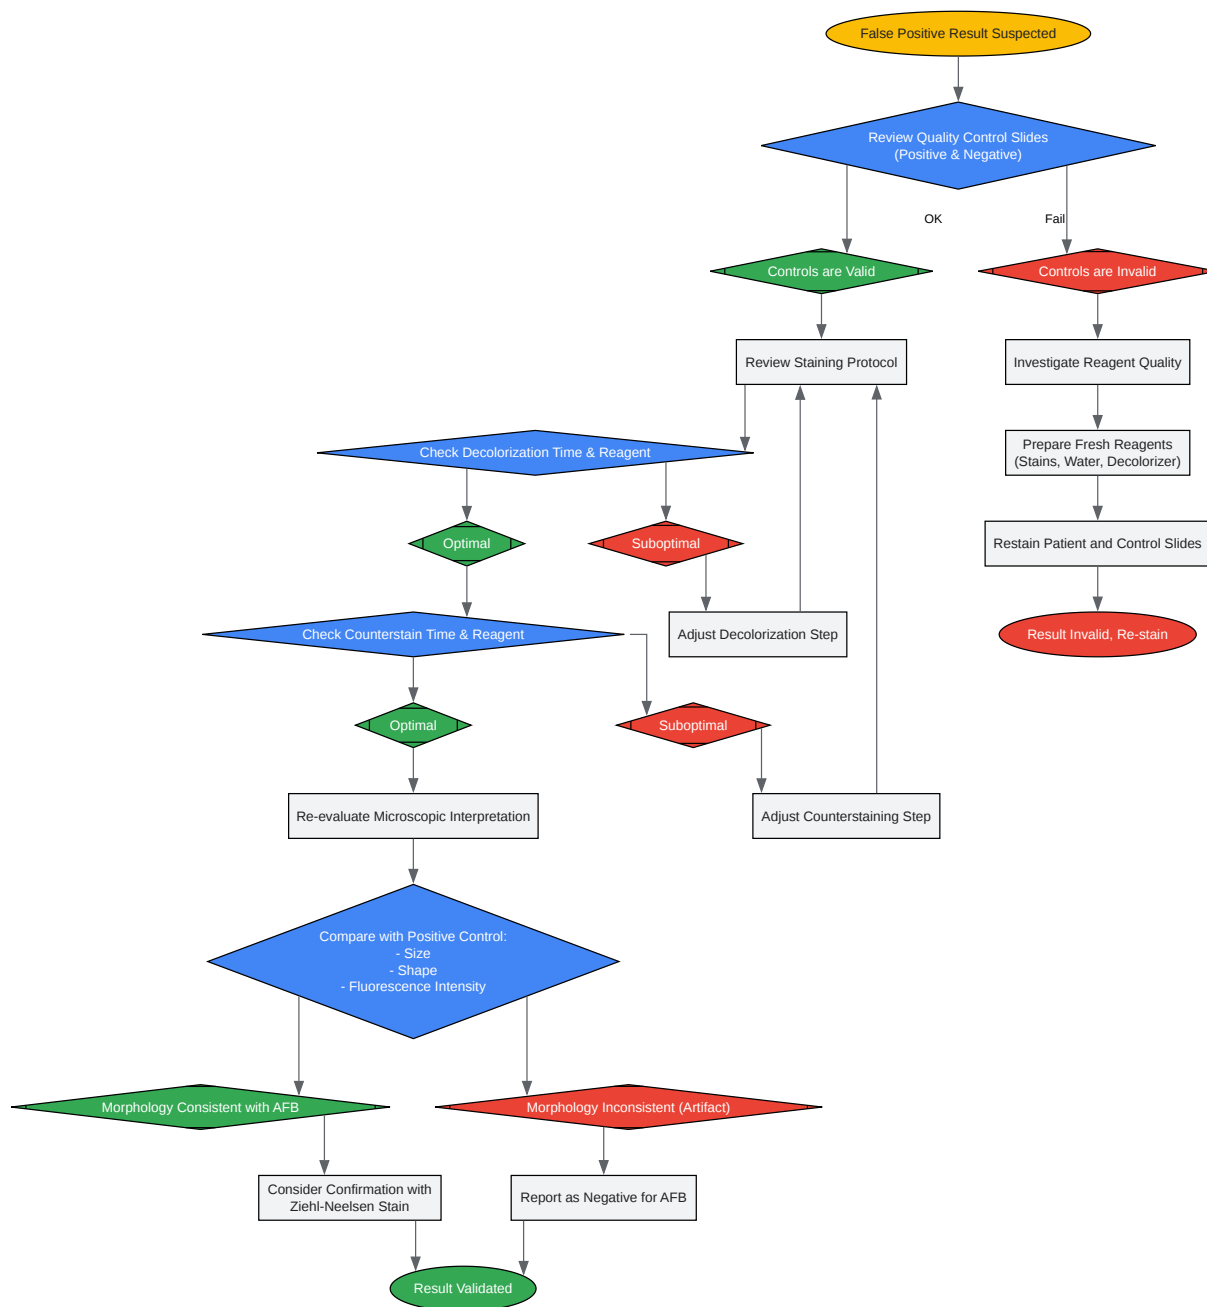 False Positive Result Suspected
Review Quality Control Slides
(Positive & Negative)
OK
Fail
Controls are Valid
Controls are Invalid
Review Staining Protocol
Investigate Reagent Quality
Check Decolorization Time & Reagent
Prepare Fresh Reagents
(Stains, Water, Decolorizer)
Optimal
Suboptimal
Restain Patient and Control Slides
Check Counterstain Time & Reagent
Adjust Decolorization Step
Result Invalid, Re-stain
Optimal
Suboptimal
Re-evaluate Microscopic Interpretation
Adjust Counterstaining Step
Compare with Positive Control:
- Size
- Shape
- Fluorescence Intensity
Morphology Consistent with AFB
Morphology Inconsistent (Artifact)
Consider Confirmation with
Ziehl-Neelsen Stain
Report as Negative for AFB
Result Validated